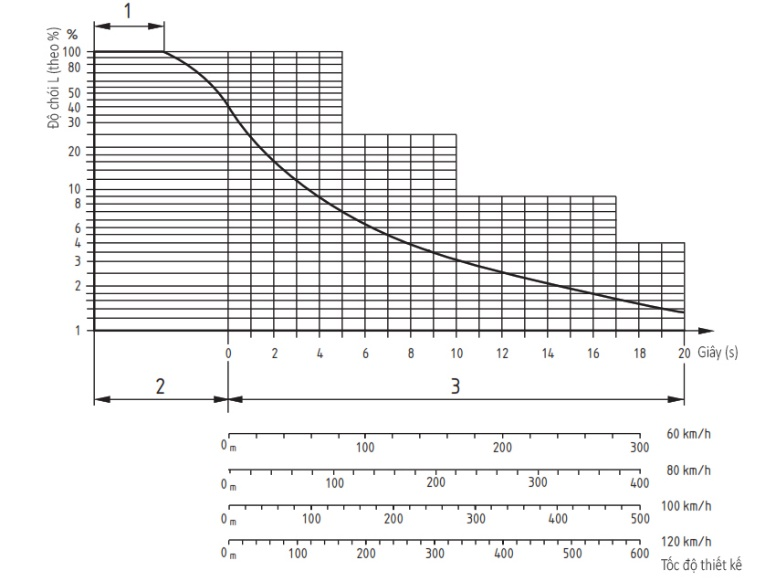 1
%
Độ chói L (theo %)
100
80
50
40
30
20
10
8
6
4
3
2
1
0 2 4 6 8 10 12 14 16 18 20 Giây (s)
2 3
0 m 100 200 300 60 km/h
0 m 100 200 300 400 80 km/h
0 m 100 200 300 400 500 100 km/h
0 m 100 200 300 400 500 600 120 km/h
Tốc độ thiết kế